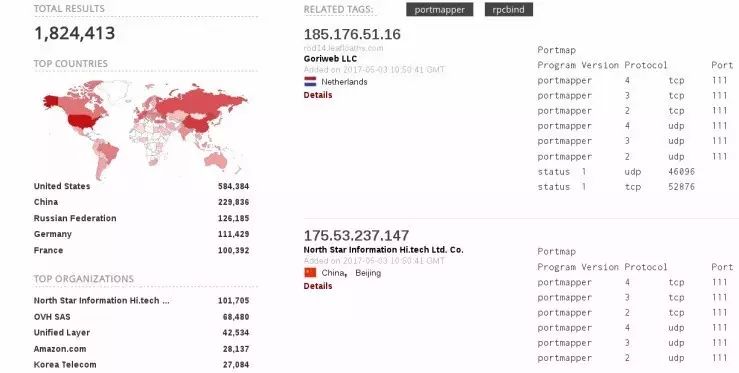 TOTAL RESULTS
1,824,413
TOP COUNTRIES
United States 584,384
China 229,836
Russian Federation 126,185
Germany 111,429
France 100,392
TOP ORGANIZATIONS
North Star Information Hi.tech ... 101,705
OVH SAS 68,480
Unified Layer 42,534
Amazon.com 28,137
Korea Telecom 27,084
RELATED TAGS: portmapper rpcbind
185.176.51.16
rod14.leafloaths.com
Goriweb LLC
Added on 2017-05-03 10:50:41 GMT
Netherlands
Details
Portmap
Program Version Protocol Port
portmapper 4 tcp 111
portmapper 3 tcp 111
portmapper 2 tcp 111
portmapper 4 udp 111
portmapper 3 udp 111
portmapper 2 udp 111
status 1 udp 46096
status 1 tcp 52876
175.53.237.147
North Star Information Hi.tech Ltd. Co.
Added on 2017-05-03 10:50:41 GMT
China, Beijing
Details
Portmap
Program Version Protocol Port
portmapper 4 tcp 111
portmapper 3 tcp 111
portmapper 2 tcp 111
portmapper 4 udp 111
portmapper 3 udp 111
portmapper 2 udp 111